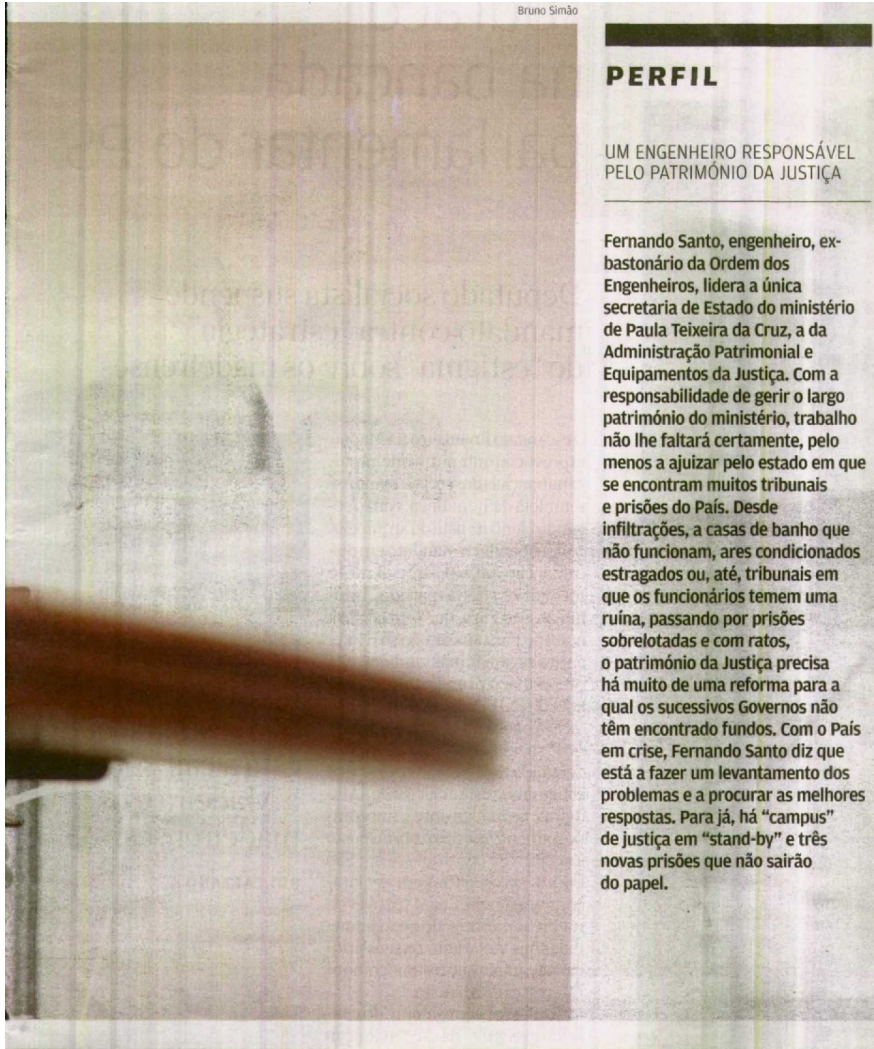 Bruno Simão
PERFIL
UM ENGENHEIRO RESPONSÁVEL
PELO PATRIMÓNIO DA JUSTIÇA
Fernando Santo, engenheiro, ex-
bastonário da Ordem dos
Engenheiros, lidera a única
secretaria de Estado do ministério
de Paula Teixeira da Cruz, a da
Administração Patrimonial e
Equipamentos da Justiça. Com a
responsabilidade de gerir o largo
património do ministério, trabalho
não lhe faltará certamente, pelo
menos a ajuizar pelo estado em que
se encontram muitos tribunais
e prisões do País. Desde
infiltrações, a casas de banho que
não funcionam, ares condicionados
estragados ou, até, tribunais em
que os funcionários temem uma
ruína, passando por prisões
sobrelotadas e com ratos,
o património da Justiça precisa
há muito de uma reforma para a
qual os sucessivos Governos não
têm encontrado fundos. Com o País
em crise, Fernando Santo diz que
está a fazer um levantamento dos
problemas e a procurar as melhores
respostas. Para já, há “campus”
de justiça em “stand-by” e três
novas prisões que não sairão
do papel.